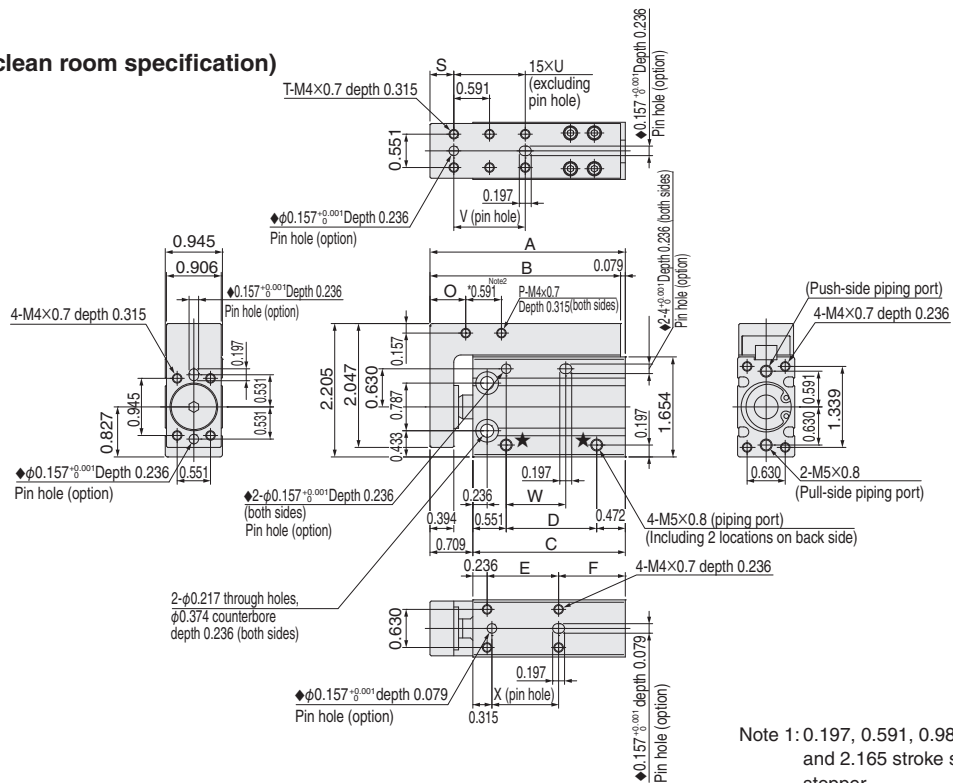 clean room specification)
S
15×U
(excluding
pin hole)
0.591
T-M4×0.7 depth 0.315
◆0.157+0.001 0 Depth 0.236
Pin hole (option)
0.551
0.197
V (pin hole)
◆φ0.157+0.001 0 Depth 0.236
Pin hole (option)
◆2-4+0.001 0 Depth 0.236 (both sides)
Pin hole (option)
A
B
0.079
O
*0.591
Note2
P-M4×0.7
Depth 0.315(both sides)
0.945
0.906
◆0.157+0.001 0 Depth 0.236
Pin hole (option)
4-M4×0.7 depth 0.315
0.197
0.531
0.531
0.945
0.827
◆φ0.157+0.001 0 Depth 0.236
Pin hole (option)
0.551
2.205
2.047
0.157
0.630
0.787
0.433
★
★
0.197
1.654
0.197
0.236
W
0.394
0.551
D
0.472
0.709
C
◆2-φ0.157+0.001 0 Depth 0.236
(both sides)
Pin hole (option)
4-M5×0.8 (piping port)
(Including 2 locations on back side)
(Push-side piping port)
4-M4×0.7 depth 0.236
0.591
0.630
1.339
0.630
2-M5×0.8
(Pull-side piping port)
2-φ0.217 through holes,
φ0.374 counterbore
depth 0.236 (both sides)
0.236
E
F
4-M4×0.7 depth 0.236
0.630
0.197
X (pin hole)
0.315
◆φ0.157+0.001 0 depth 0.079
Pin hole (option)
◆0.157+0.001 0 depth 0.079
Pin hole (option)
Note 1: 0.197, 0.591, 0.98
and 2.165 stroke s
stopper